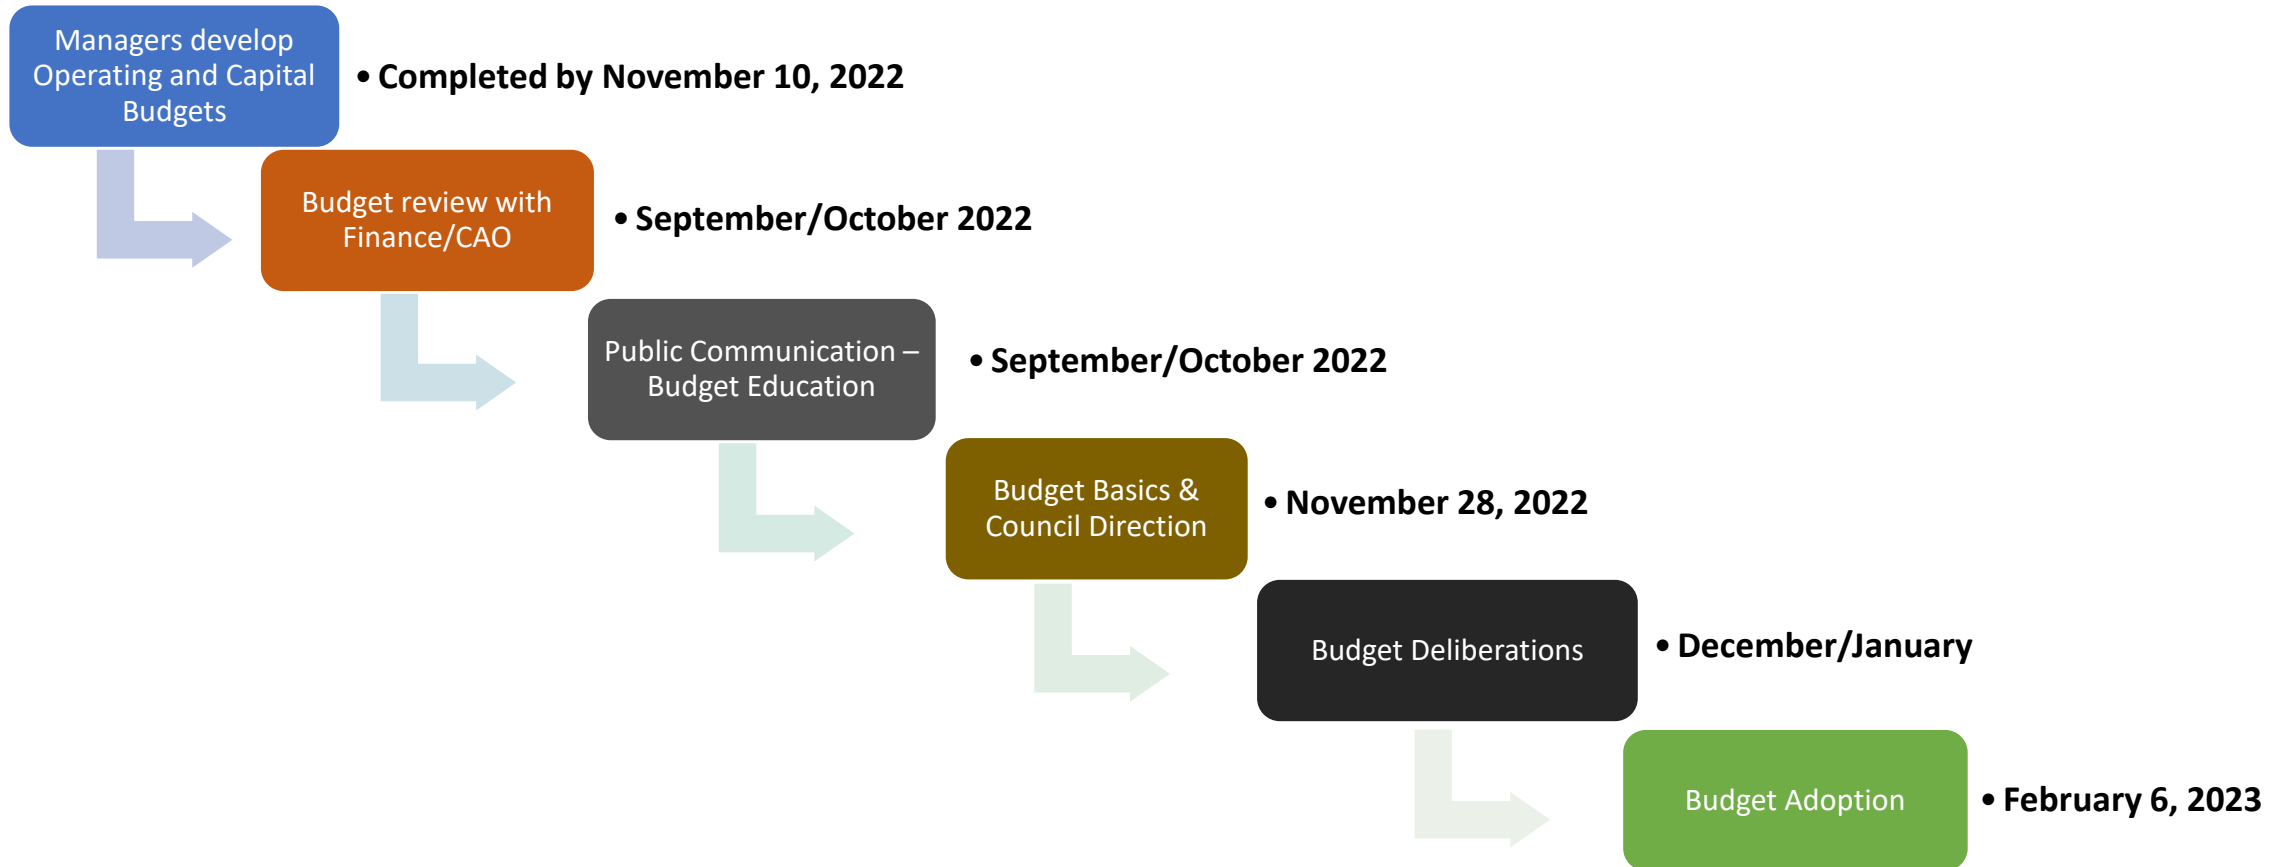 Managers develop
Operating and Capital
Budgets
• Completed by November 10, 2022
Budget review with
Finance/CAO
• September/October 2022
Public Communication –
Budget Education
• September/October 2022
Budget Basics &
Council Direction
• November 28, 2022
Budget Deliberations
• December/January
Budget Adoption
• February 6, 2023